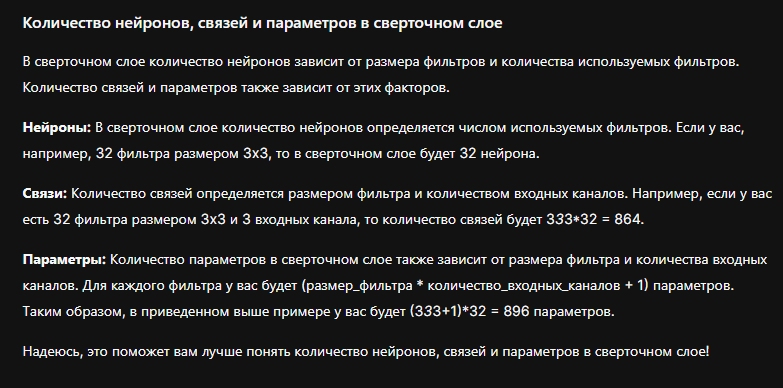 Количество нейронов, связей и параметров в сверточном слое
В сверточном слое количество нейронов зависит от размера фильтров и количества используемых фильтров.
Количество связей и параметров также зависит от этих факторов.
Нейроны: В сверточном слое количество нейронов определяется числом используемых фильтров. Если у вас,
например, 32 фильтра размером 3x3, то в сверточном слое будет 32 нейрона.
Связи: Количество связей определяется размером фильтра и количеством входных каналов. Например, если у вас
есть 32 фильтра размером 3x3 и 3 входных канала, то количество связей будет 333*32 = 864.
Параметры: Количество параметров в сверточном слое также зависит от размера фильтра и количества входных
каналов. Для каждого фильтра у вас будет (размер_фильтра * количество_входных_каналов + 1) параметров.
Таким образом, в приведенном выше примере у вас будет (333+1)*32 = 896 параметров.
Надеюсь, это поможет вам лучше понять количество нейронов, связей и параметров в сверточном слое!